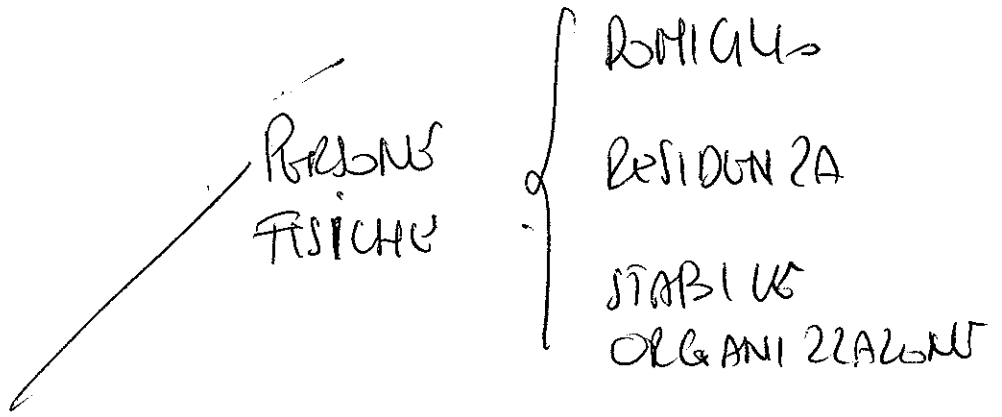 PERSONE
FISICHE
DOMICILIO
RESIDENZA
STABILE
ORGANIZZAZIONE